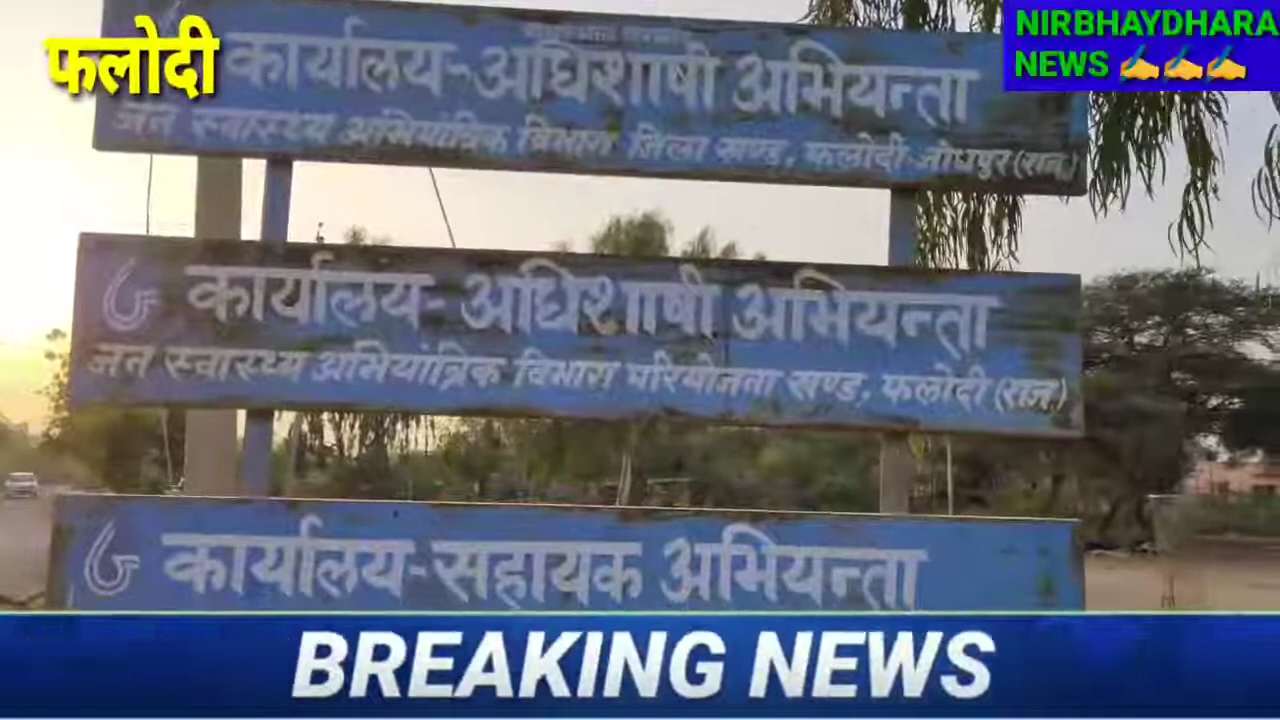 फलोदी
NIRBHAYDHARA
NEWS ✍✍✍
कार्यालय-अधिशाषी अभियन्ता
जन स्वास्थ्य अभियांत्रिक विभाग जिला खण्ड, फलोदी जोधपुर(राज.)
कार्यालय- अधिशाषी अभियन्ता
जन स्वास्थ्य अभियांत्रिक विभाग परियोजना खण्ड, फलोदी (राज)
कार्यालय-सहायक अभियन्ता
BREAKING NEWS